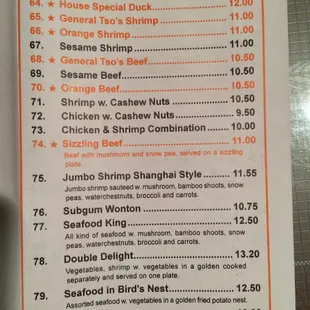 64. ★ House Special Duck 12.00
65. ★ General Tso's Shrimp 11.00
66. ★ Orange Shrimp 11.00
67. Sesame Shrimp 11.00
68. ★ General Tso's Beef 10.50
69. Sesame Beef 10.50
70. ★ Orange Beef 10.50
71. Shrimp w. Cashew Nuts 10.50
72. Chicken w. Cashew Nuts 9.50
73. Chicken & Shrimp Combination 10.00
74. ★ Sizzling Beef 11.00
Beef with mushroom and snow pea, served on a sizzling
plate.
75. Jumbo Shrimp Shanghai Style 11.55
Jumbo shrimp sauteed w. mushroom, bamboo shoots, snow
peas, waterchestnuts, broccoli and carrots.
76. Subgum Wonton 10.75
77. Seafood King 12.50
All kind of seafood w. mushroom, bamboo shoots, snow
peas, waterchestnuts, broccoli and carrots.
78. Double Delight 13.20
Vegetables, shrimp w. vegetables in a golden cooked
separately and served on one plate.
79. Seafood in Bird's Nest 12.50
Assorted seafood w. vegetables in a golden fried potato nest.